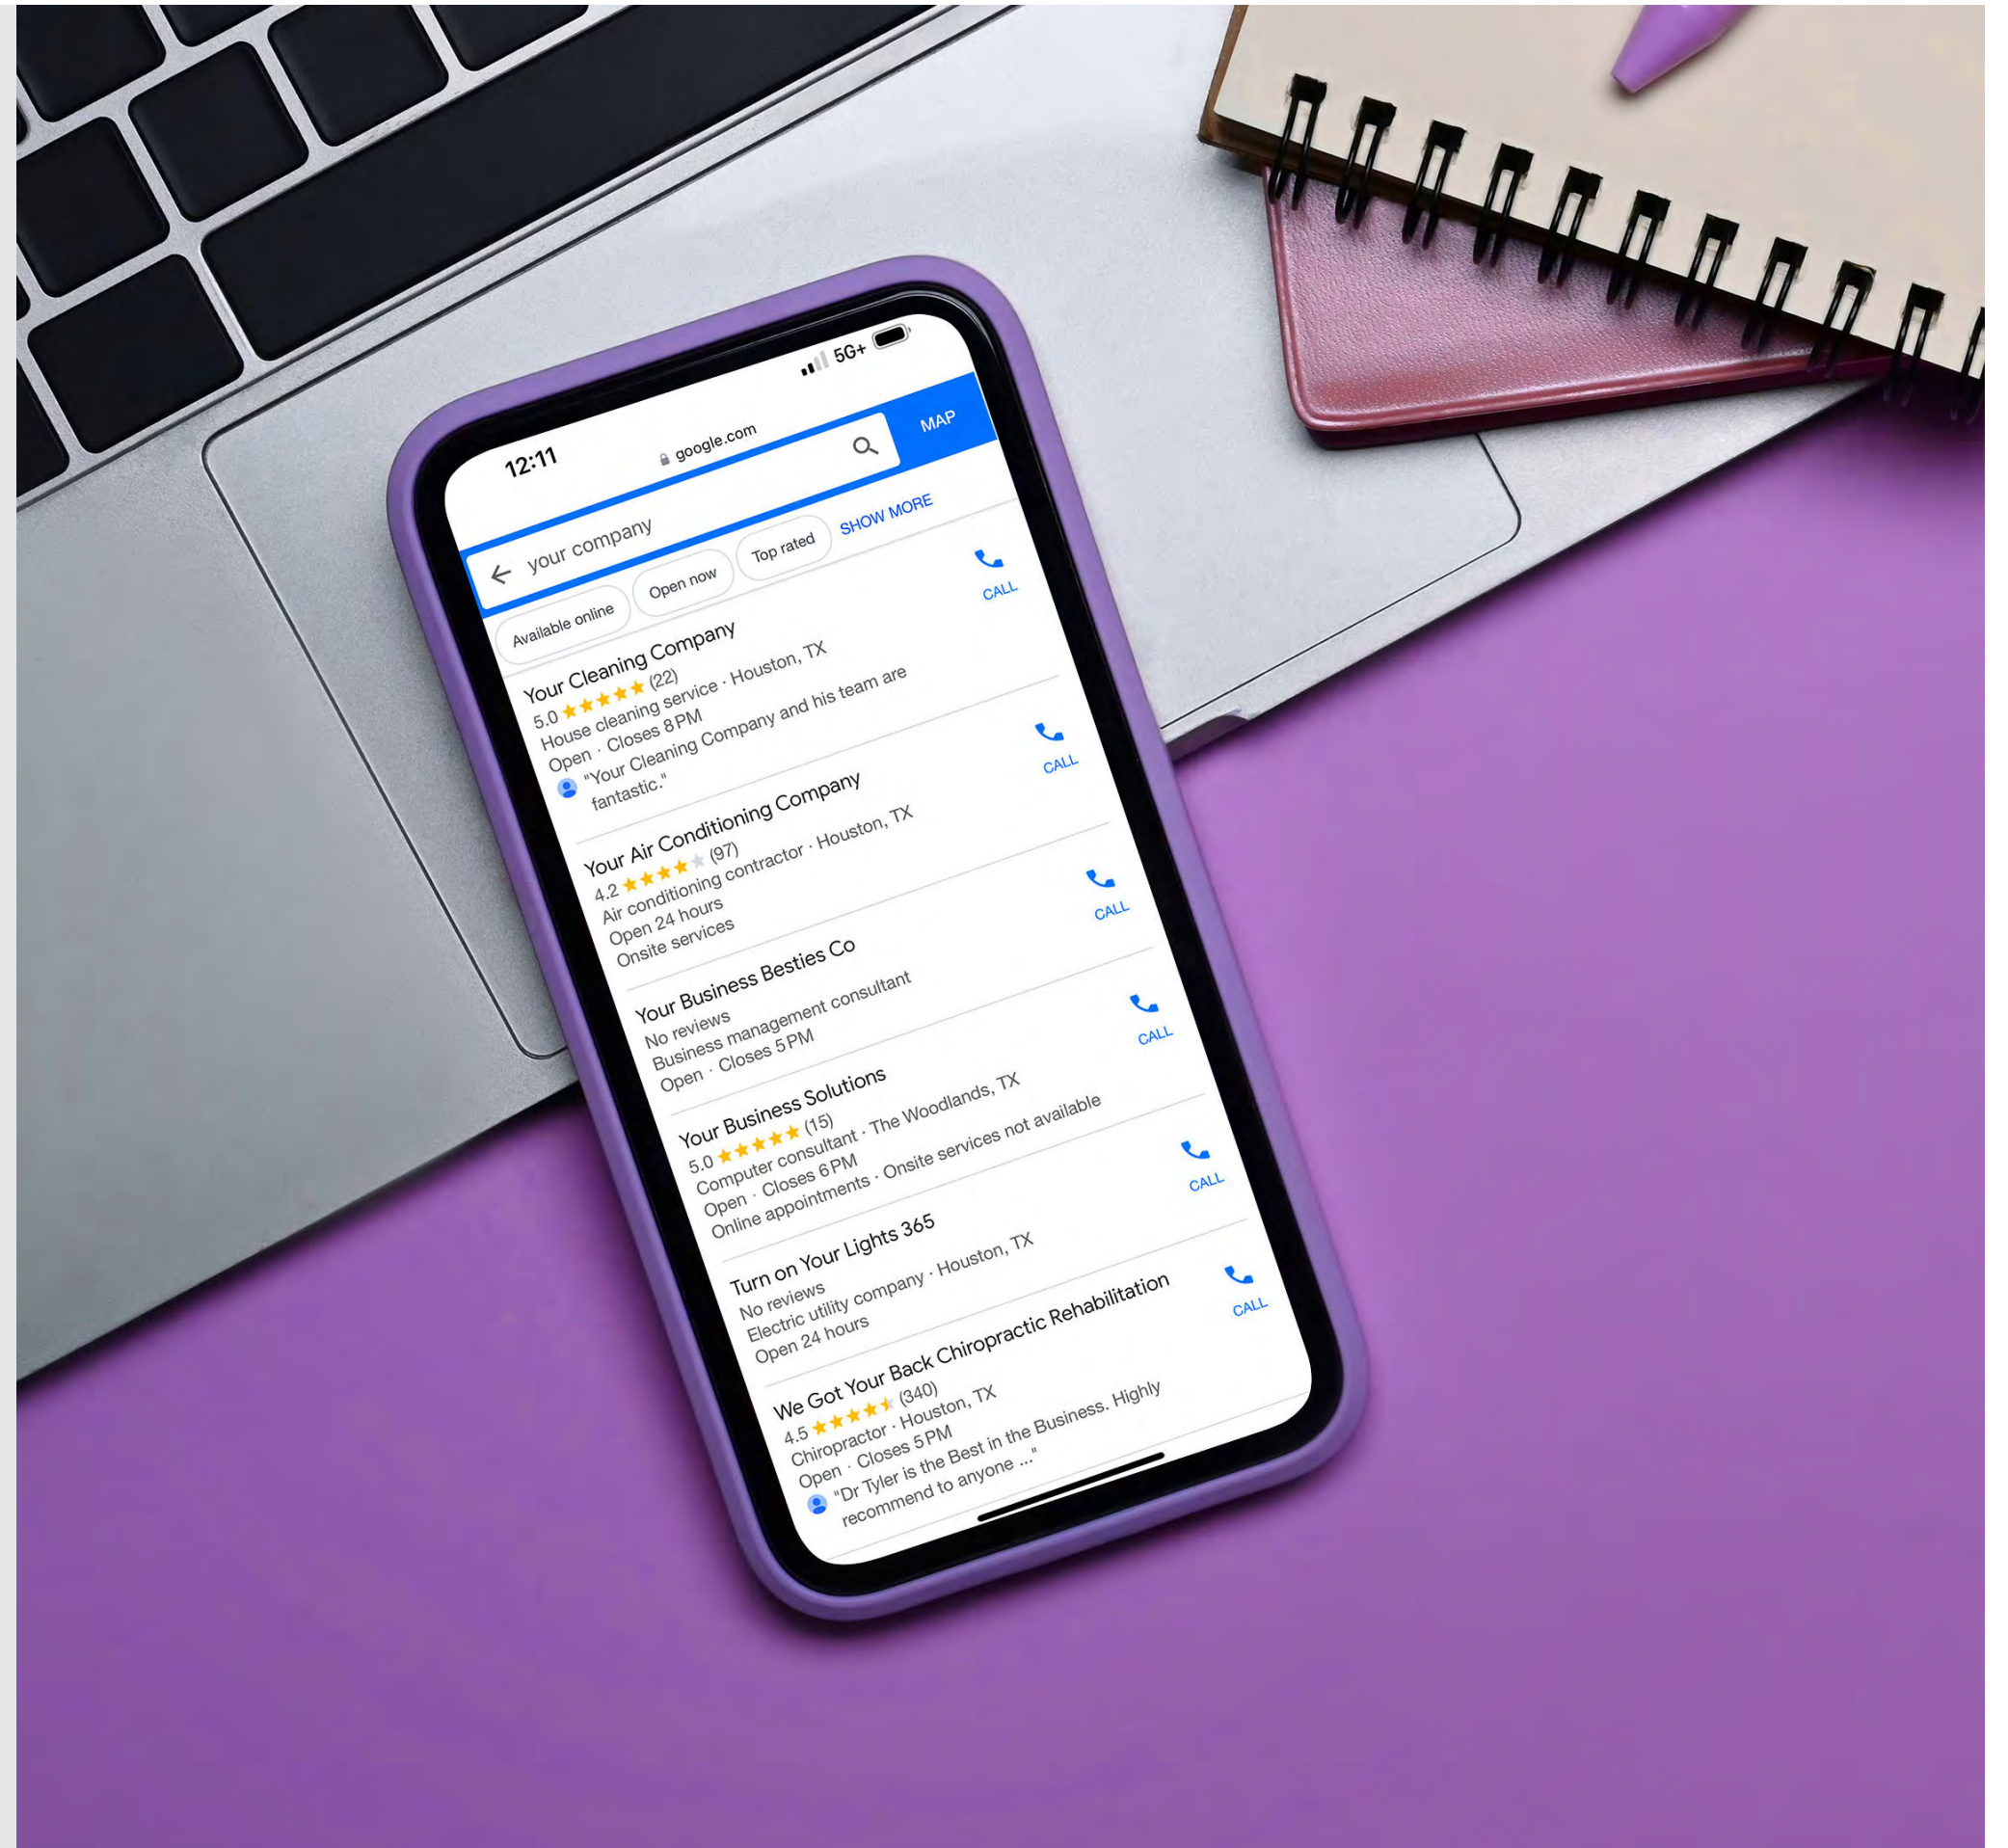 12:11
5G+
google.com
your company
MAP
Available online
Open now
Top rated
SHOW MORE
Your Cleaning Company
5.0 (22)
House cleaning service · Houston, TX
Open · Closes 8 PM
"Your Cleaning Company and his team are
fantastic."
CALL
Your Air Conditioning Company
4.2 (97)
Air conditioning contractor · Houston, TX
Open 24 hours
Onsite services
CALL
Your Business Besties Co
No reviews
Business management consultant
Open · Closes 5 PM
CALL
Your Business Solutions
5.0 (15)
Computer consultant · The Woodlands, TX
Open · Closes 6 PM
Online appointments · Onsite services not available
CALL
Turn on Your Lights 365
No reviews
Electric utility company · Houston, TX
Open 24 hours
CALL
We Got Your Back Chiropractic Rehabilitation
4.5 (340)
Chiropractor · Houston, TX
Open · Closes 5 PM
"Dr Tyler is the Best in the Business. Highly
recommend to anyone ..."
CALL